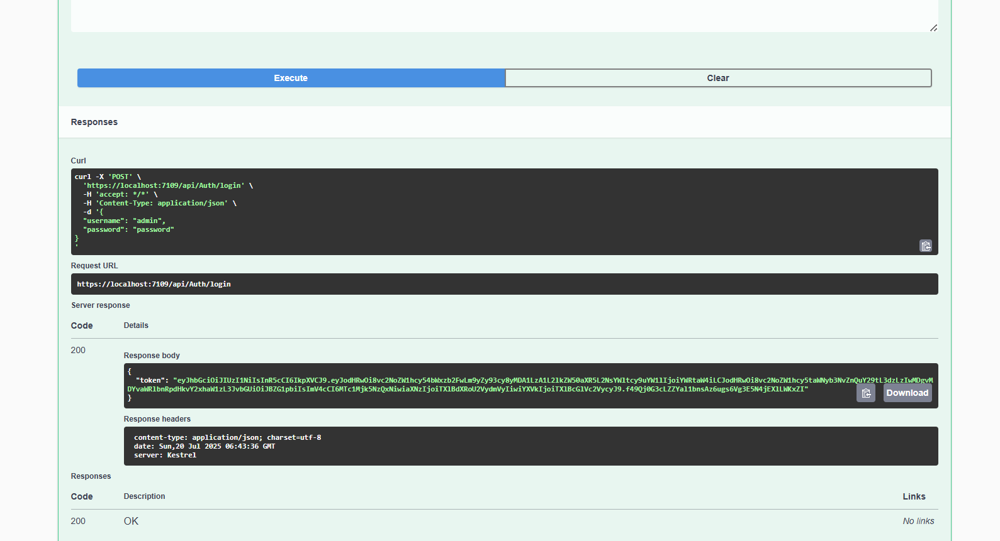 Execute
Clear
Responses
Curl
curl -X 'POST' \
'https://localhost:7109/api/Auth/login' \
-H 'accept: */*' \
-H 'Content-Type: application/json' \
-d '{
"username": "admin",
"password": "password"
}
'
Request URL
https://localhost:7109/api/Auth/login
Server response
Code Details
200
Response body
{
"token":
}
Download
Response headers
content-type: application/json; charset=utf-8
date: Sun,20 Jul 2025 06:43:36 GMT
server: Kestrel
Responses
Code Description Links
200 OK No links